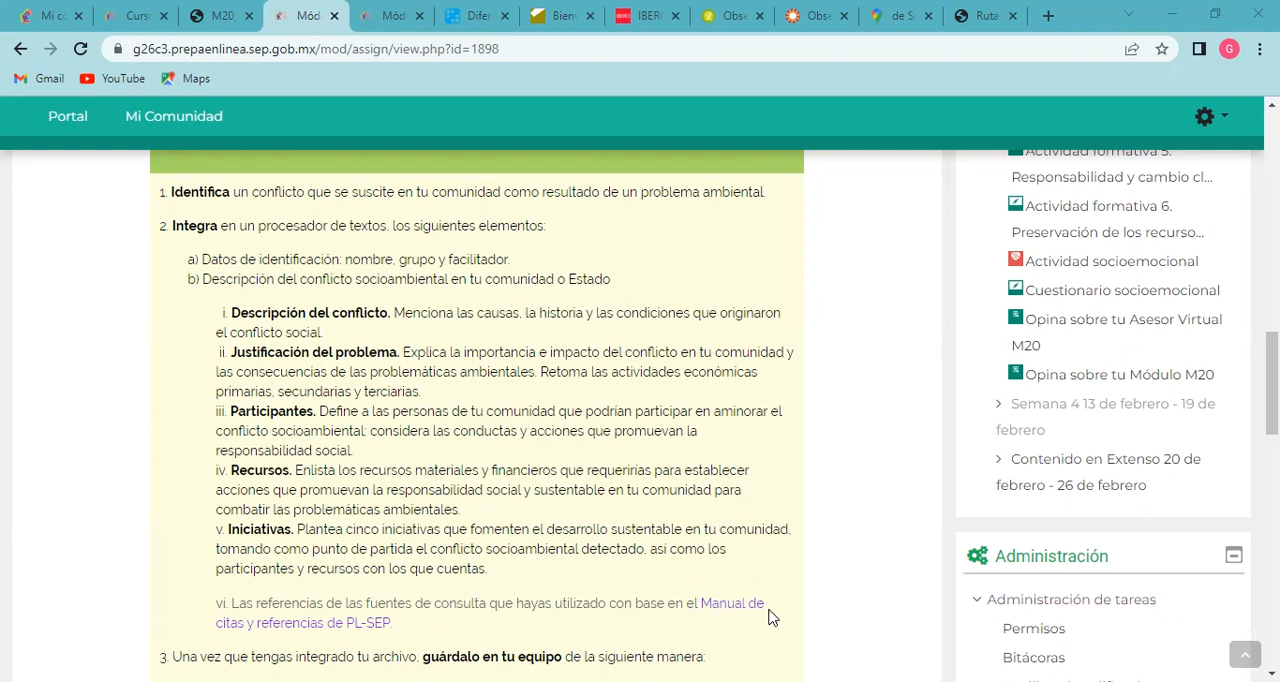 Mi co
Curso
M20_
Mód
Mód
Difer
Bien
IBER
Obse
Obse
de S
Ruta
g26c3.prepaenlinea.sep.gob.mx/mod/assign/view.php?id=1898
G
Gmail YouTube Maps
Portal Mi Comunidad
1. Identifica un conflicto que se suscite en tu comunidad como resultado de un problema ambiental.
2. Integra en un procesador de textos, los siguientes elementos:
a) Datos de identificación: nombre, grupo y facilitador.
b) Descripción del conflicto socioambiental en tu comunidad o Estado
i. Descripción del conflicto. Menciona las causas, la historia y las condiciones que originaron
el conflicto social.
ii. Justificación del problema. Explica la importancia e impacto del conflicto en tu comunidad y
las consecuencias de las problemáticas ambientales. Retoma las actividades económicas
primarias, secundarias y terciarias.
iii. Participantes. Define a las personas de tu comunidad que podrían participar en aminorar el
conflicto socioambiental; considera las conductas y acciones que promuevan la
responsabilidad social.
iv. Recursos. Enlista los recursos materiales y financieros que requerirías para establecer
acciones que promuevan la responsabilidad social y sustentable en tu comunidad para
combatir las problemáticas ambientales.
v. Iniciativas. Plantea cinco iniciativas que fomenten el desarrollo sustentable en tu comunidad,
tomando como punto de partida el conflicto socioambiental detectado, así como los
participantes y recursos con los que cuentas.
vi. Las referencias de las fuentes de consulta que hayas utilizado con base en el Manual de
citas y referencias de PL-SEP.
3. Una vez que tengas integrado tu archivo, guárdalo en tu equipo de la siguiente manera:
Actividad formativa 5.
Responsabilidad y cambio cl...
Actividad formativa 6.
Preservación de los recurso...
Actividad socioemocional
Cuestionario socioemocional
Opina sobre tu Asesor Virtual
M20
Opina sobre tu Módulo M20
Semana 4 13 de febrero - 19 de
febrero
Contenido en Extenso 20 de
febrero - 26 de febrero
Administración
Administración de tareas
Permisos
Bitácoras